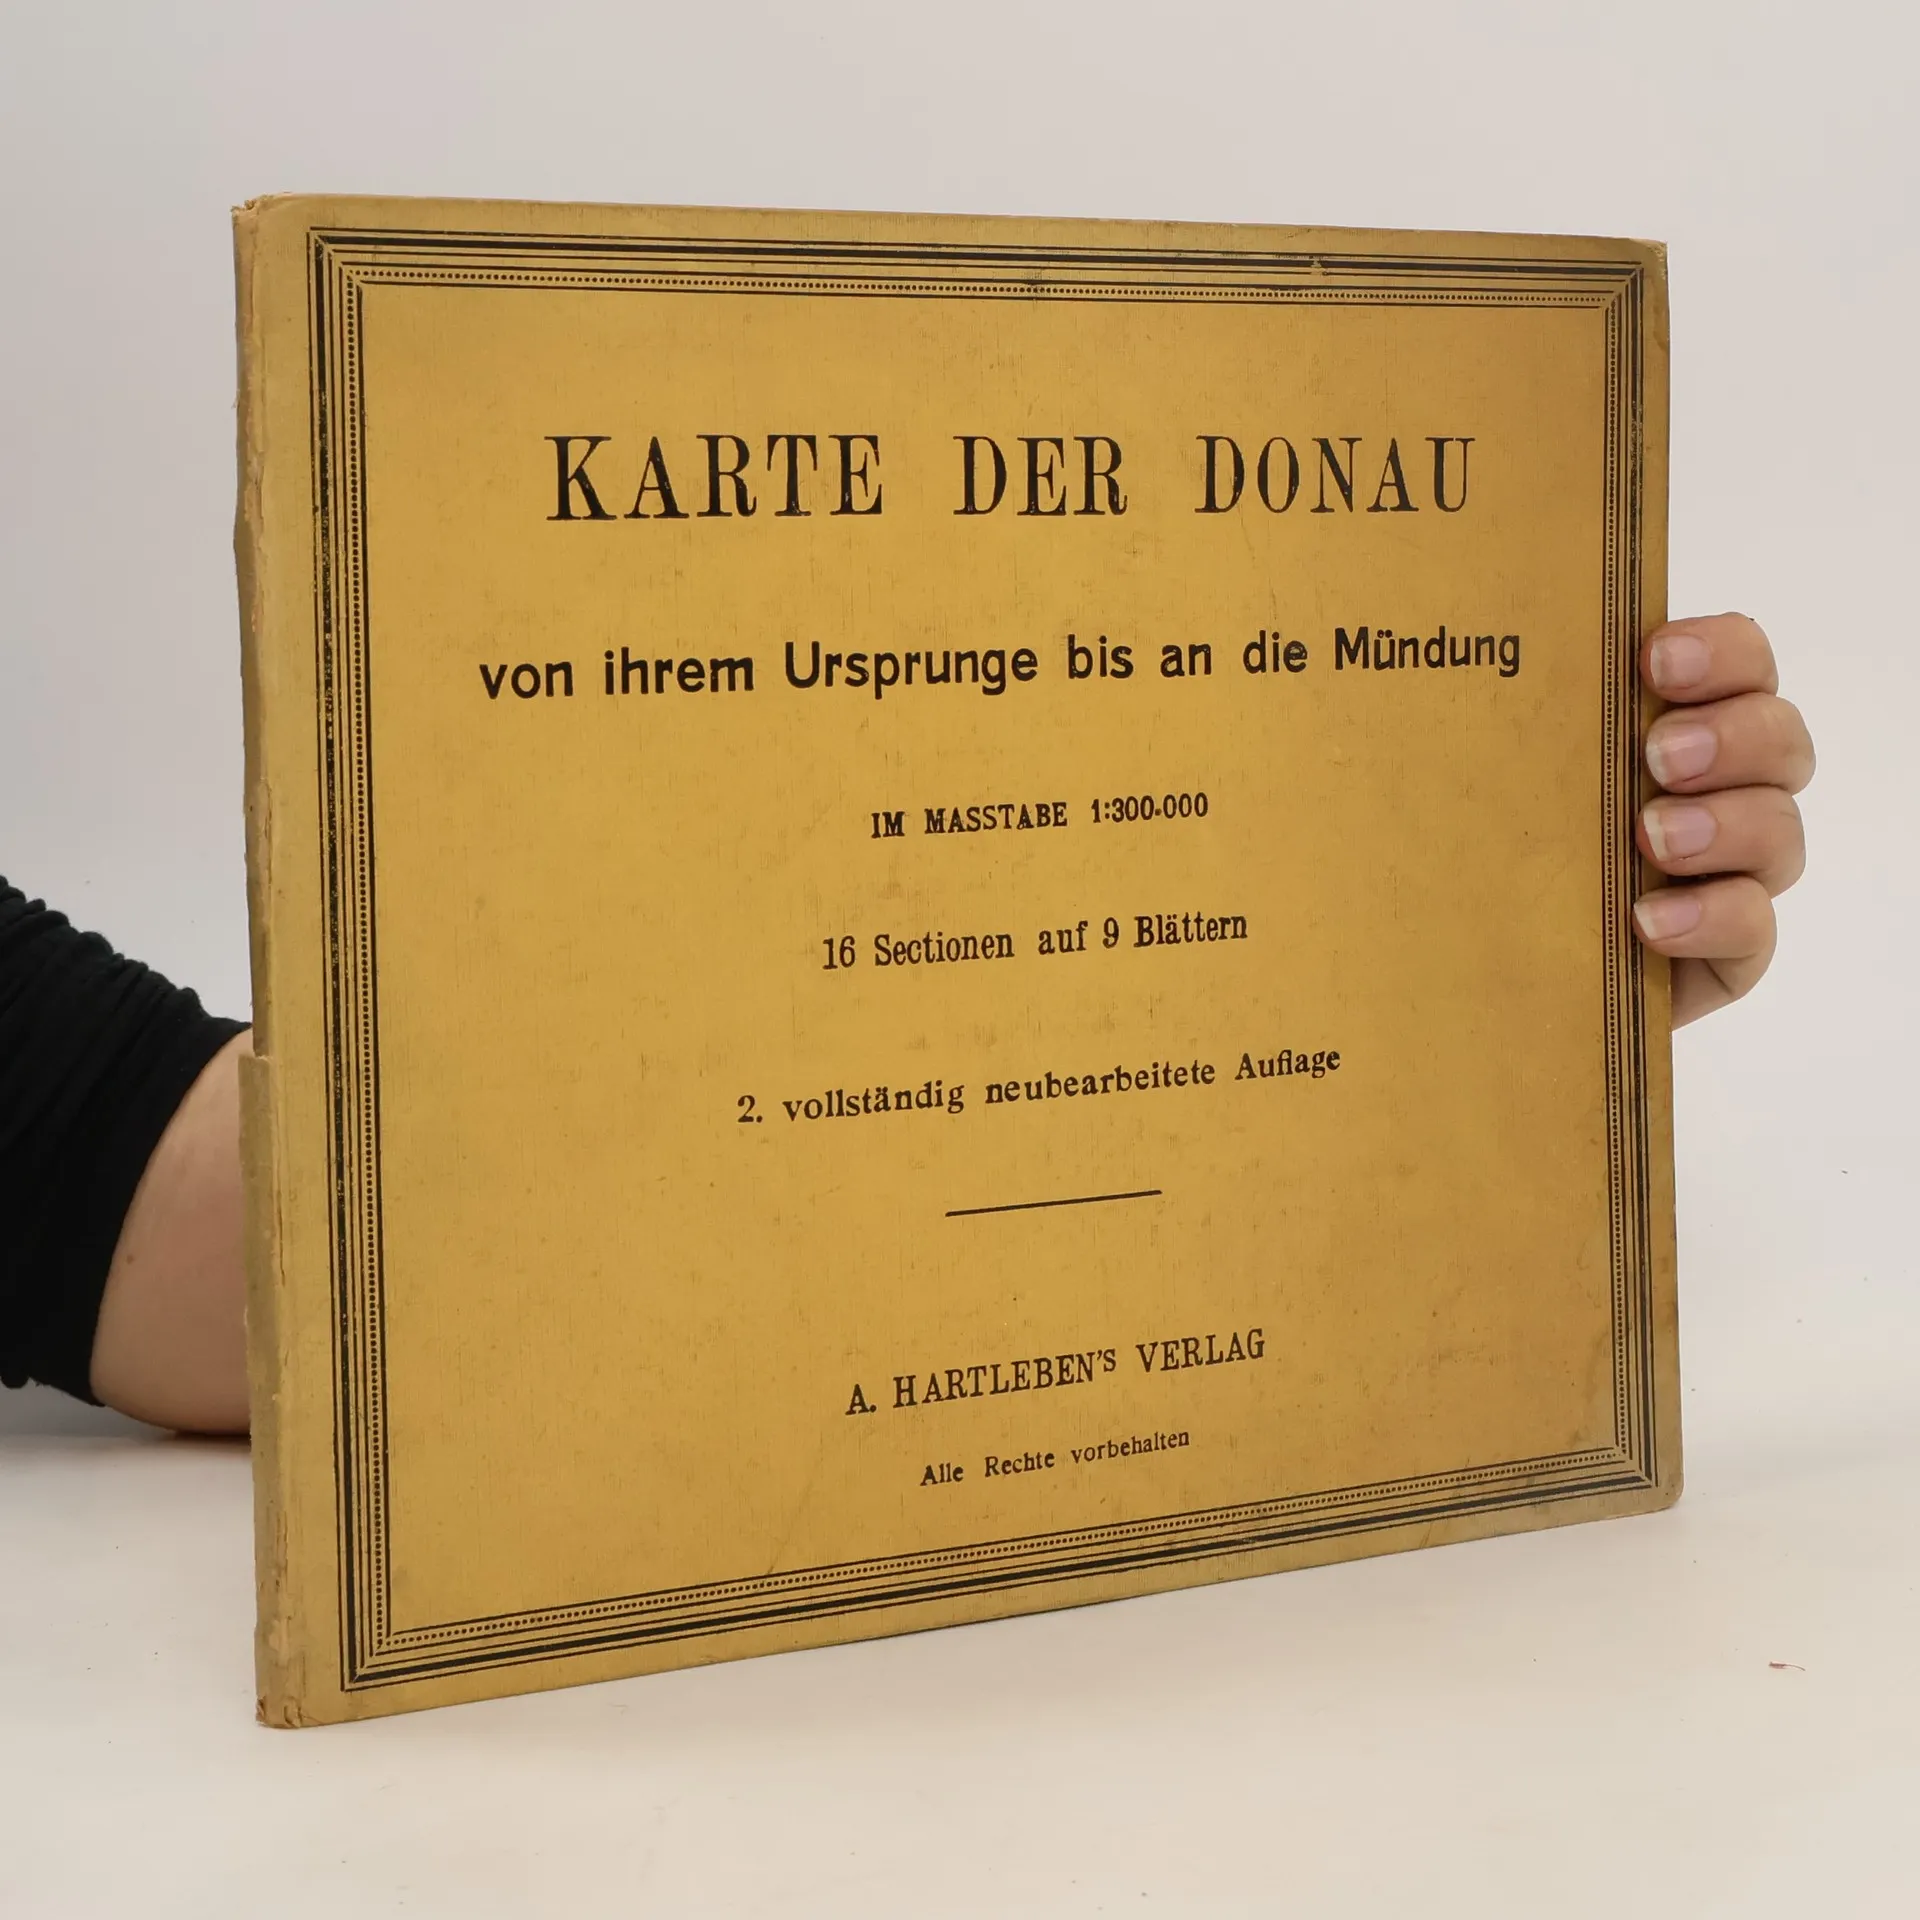 KARTE DER DONAU
von ihrem Ursprunge bis an die Mündung
IM MASSTABE 1:300.000
16 Sectionen auf 9 Blättern
2. vollständig neubearbeitete Auflage
A. HARTLEBEN'S VERLAG
Alle Rechte vorbehalten